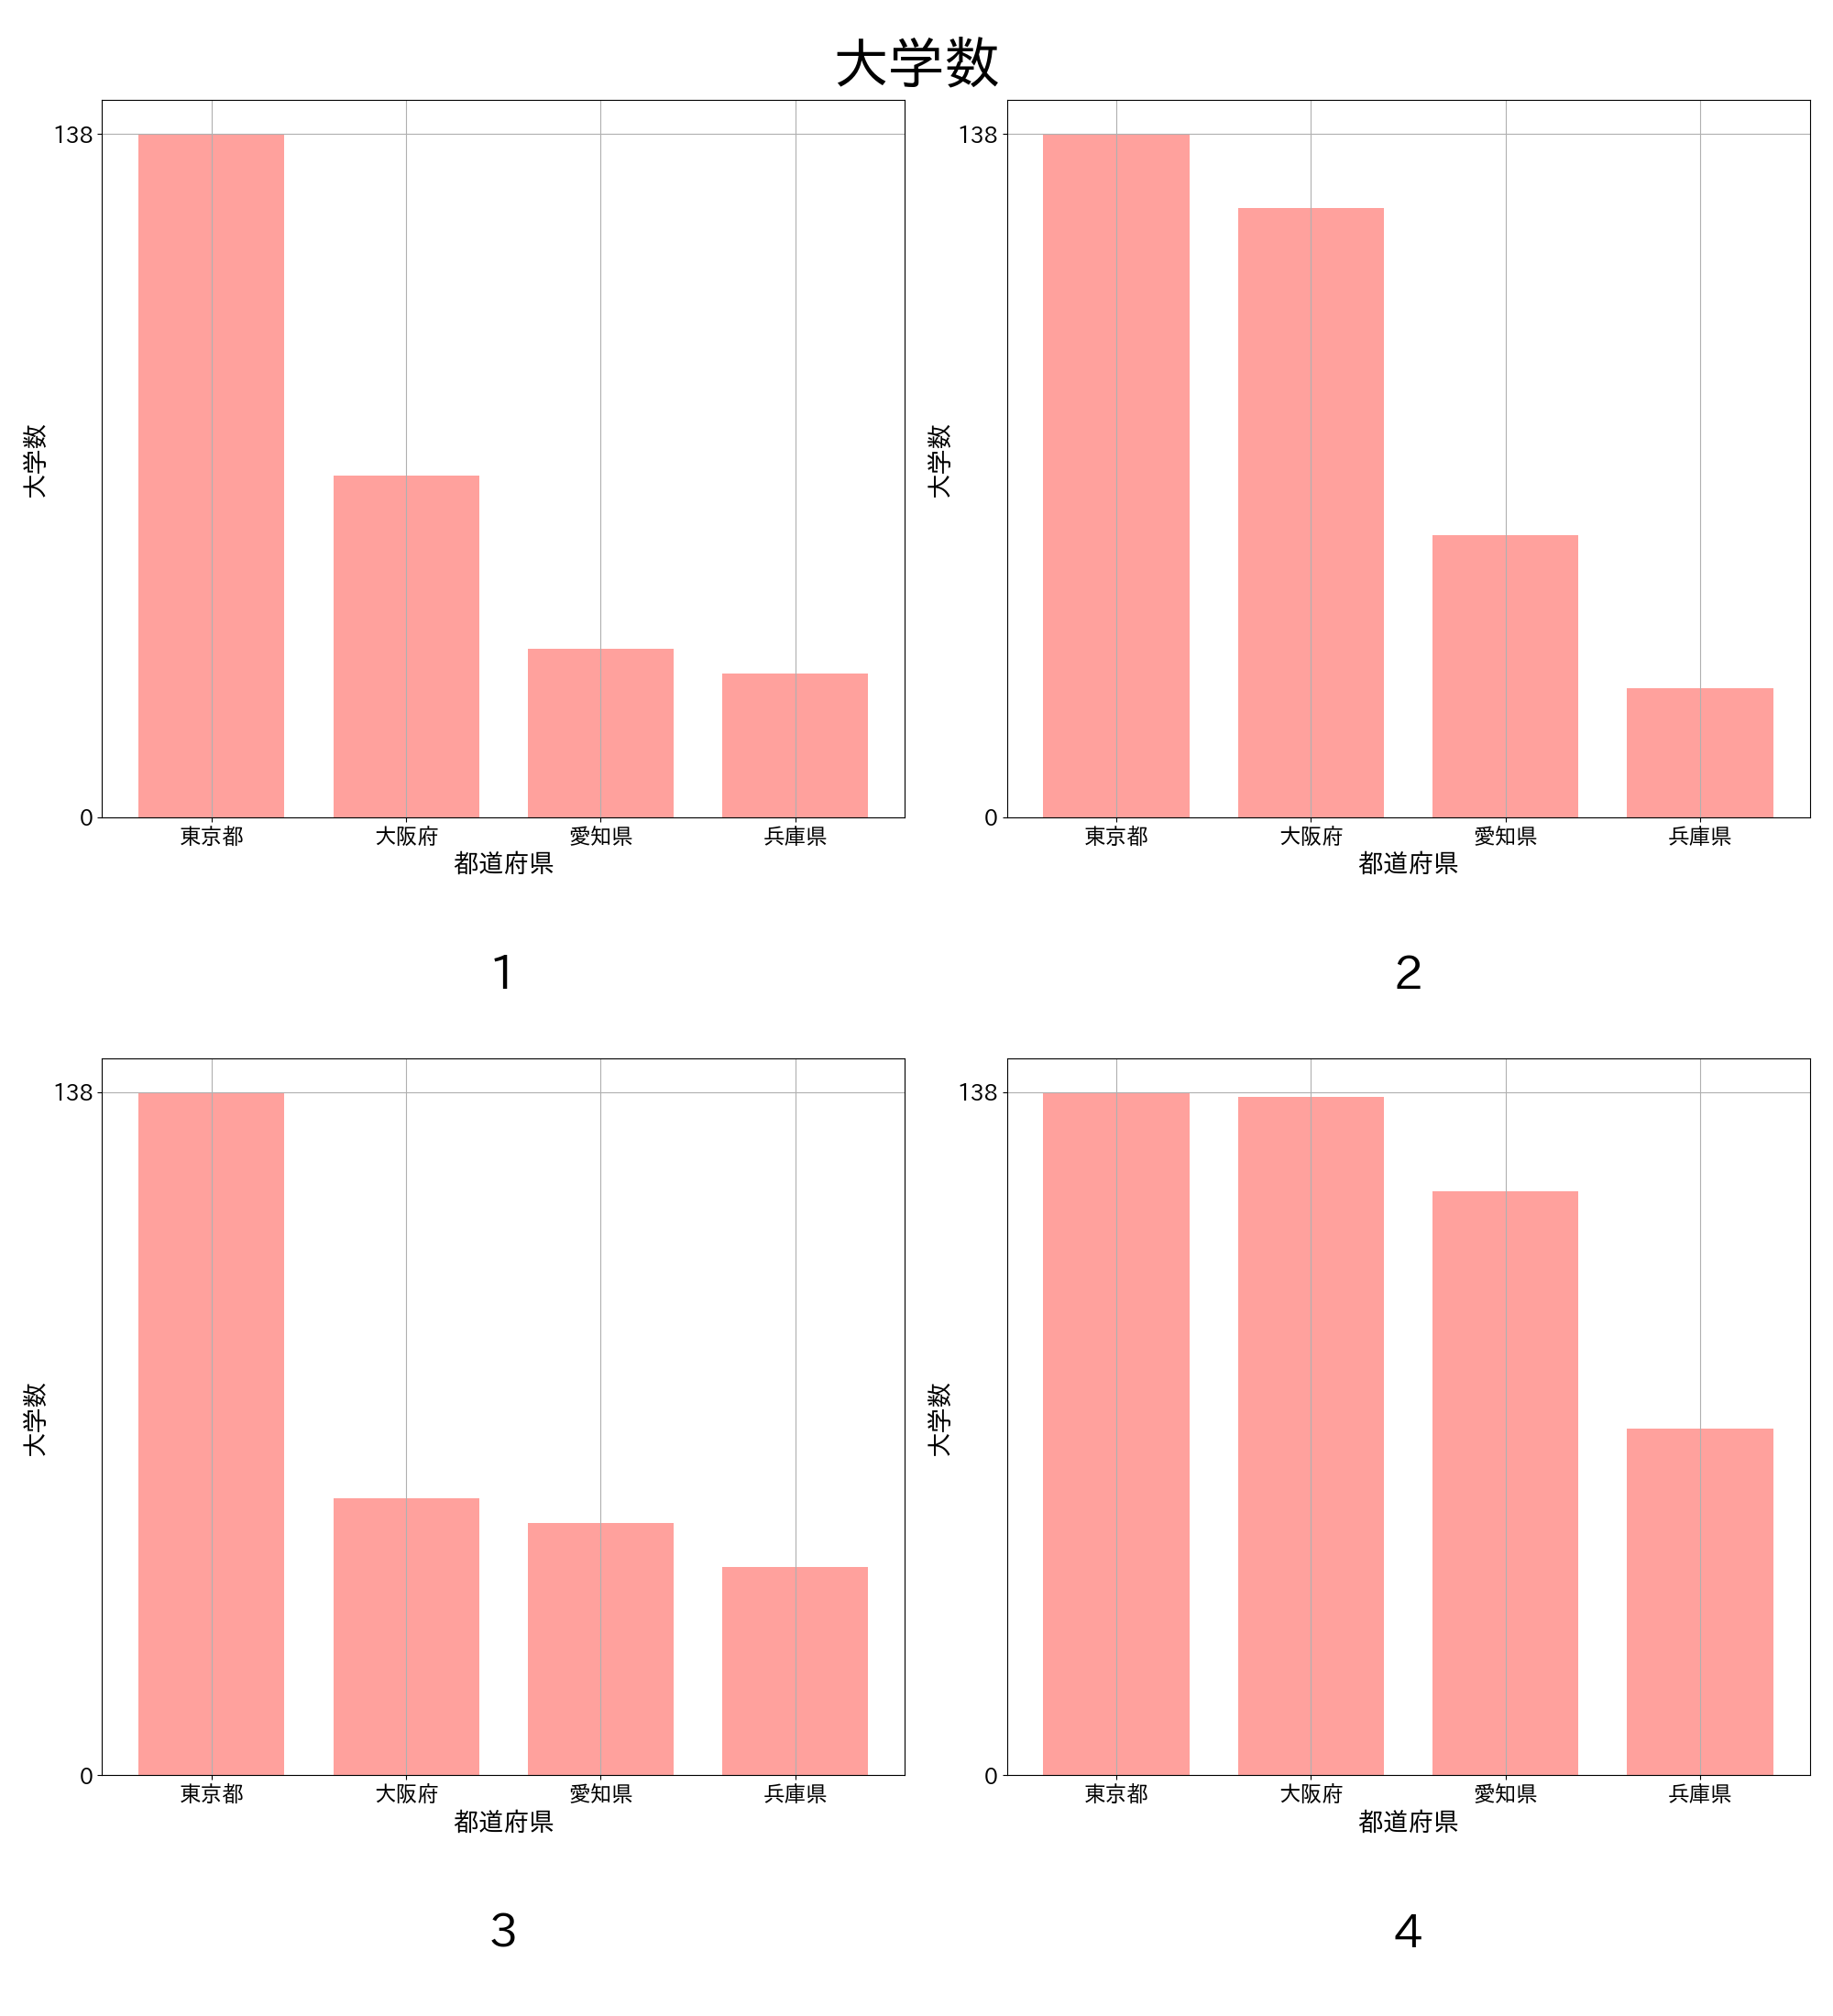 大学数
138
大学数
0
東京都 大阪府 愛知県 兵庫県
都道府県
1
138
大学数
0
東京都 大阪府 愛知県 兵庫県
都道府県
2
138
大学数
0
東京都 大阪府 愛知県 兵庫県
都道府県
3
138
大学数
0
東京都 大阪府 愛知県 兵庫県
都道府県
4